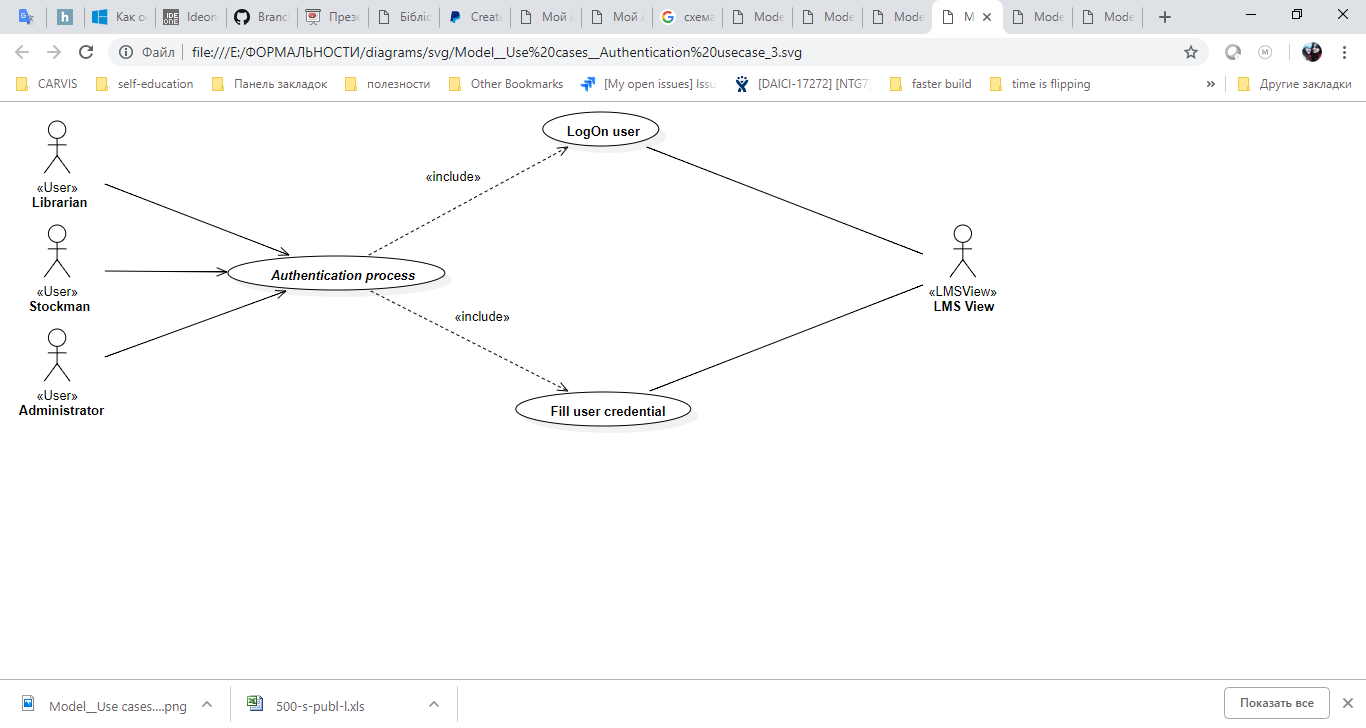 Как о
Ideon
Branc
Презе
Бібліс
Create
Мой
Мой
схема
Mode
Mode
Mode
M
Mode
Mode
Файл | file:///E:/ФОРМАЛЬНОСТИ/diagrams/svg/Model__Use%20cases__Authentication%20usecase_3.svg
CARVIS self-education Панель закладок полезности Other Bookmarks [My open issues] Issu [DAICI-17272] [NTG7 faster build time is flipping » Другие закладки
LogOn user
«include»
«User»
Librarian
Authentication process
«User»
Stockman
«LMSView»
LMS View
«include»
«User»
Administrator
Fill user credential
Model__Use cases....png
500-s-publ-l.xls
Показать все